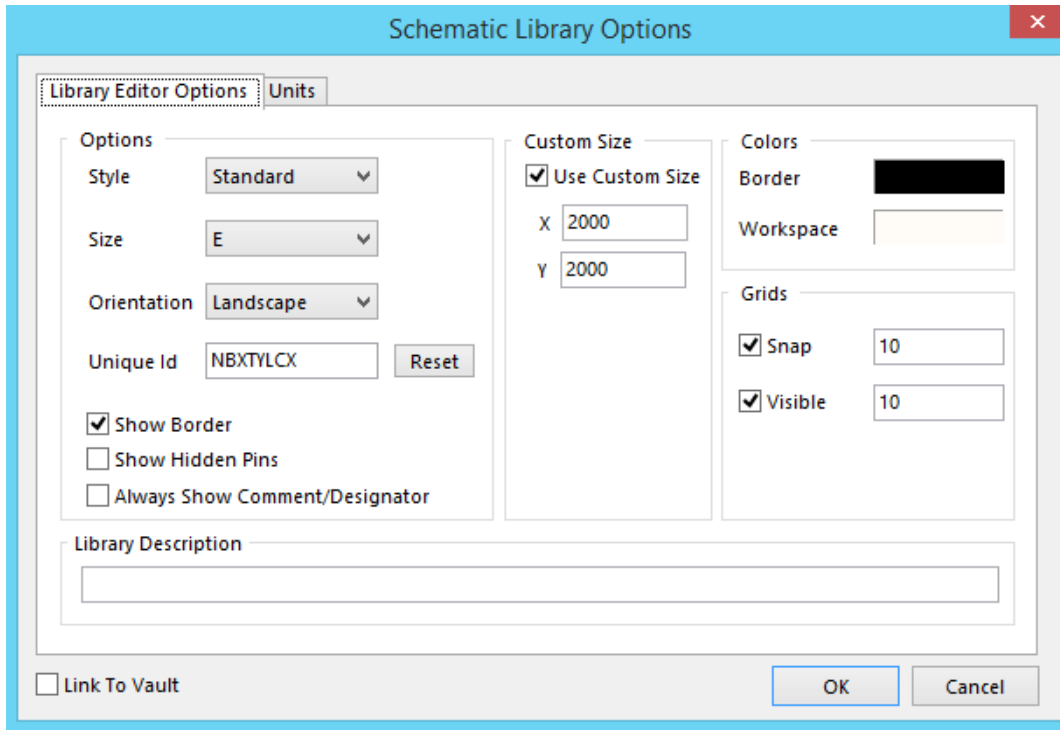 Schematic Library Options
Library Editor Options Units
Options
Style Standard
Size E
Orientation Landscape
Unique Id NBXTYLCX Reset
Show Border
Show Hidden Pins
Always Show Comment/Designator
Custom Size
Use Custom Size
X 2000
Y 2000
Colors
Border
Workspace
Grids
Snap 10
Visible 10
Library Description
Link To Vault
OK Cancel